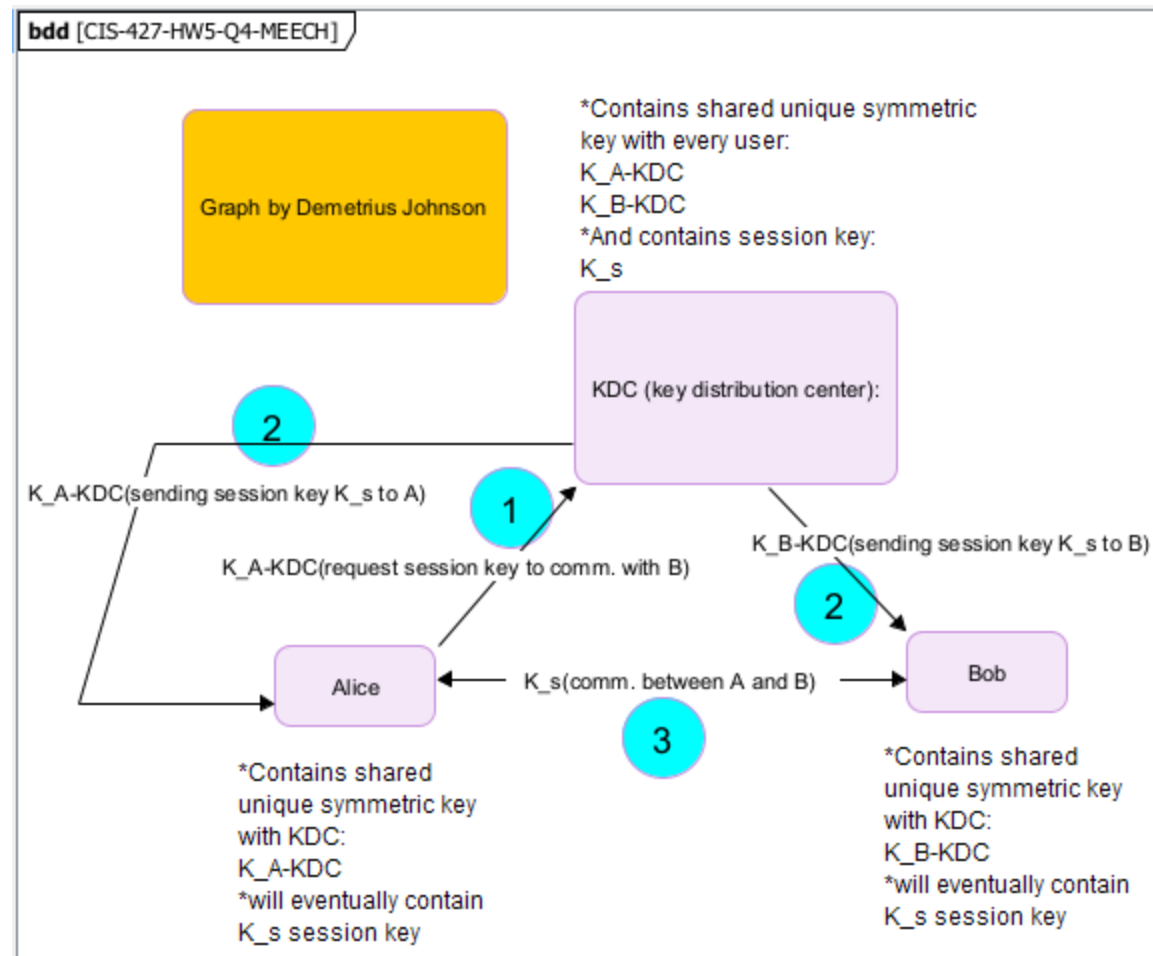 bdd [CIS-427-HW5-Q4-MEECH]
*Contains shared unique symmetric
key with every user:
K_A-KDC
K_B-KDC
*And contains session key:
K_s
Graph by Demetrius Johnson
KDC (key distribution center):
2
K_A-KDC(sending session key K_s to A)
1
K_A-KDC(request session key to comm. with B)
K_B-KDC(sending session key K_s to B)
2
Alice
K_s(comm. between A and B)
Bob
3
*Contains shared
unique symmetric key
with KDC:
K_A-KDC
*will eventually contain
K_s session key
*Contains shared
unique symmetric key
with KDC:
K_B-KDC
*will eventually contain
K_s session key